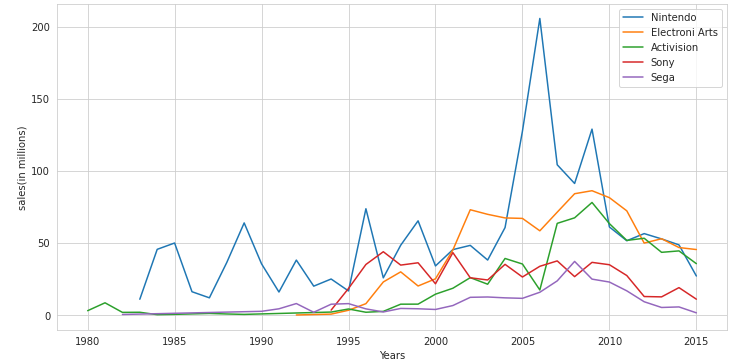 200
150
100
50
0
sales(in millions)
1980 1985 1990 1995 2000 2005 2010 2015
Years
Nintendo
Electroni Arts
Activision
Sony
Sega